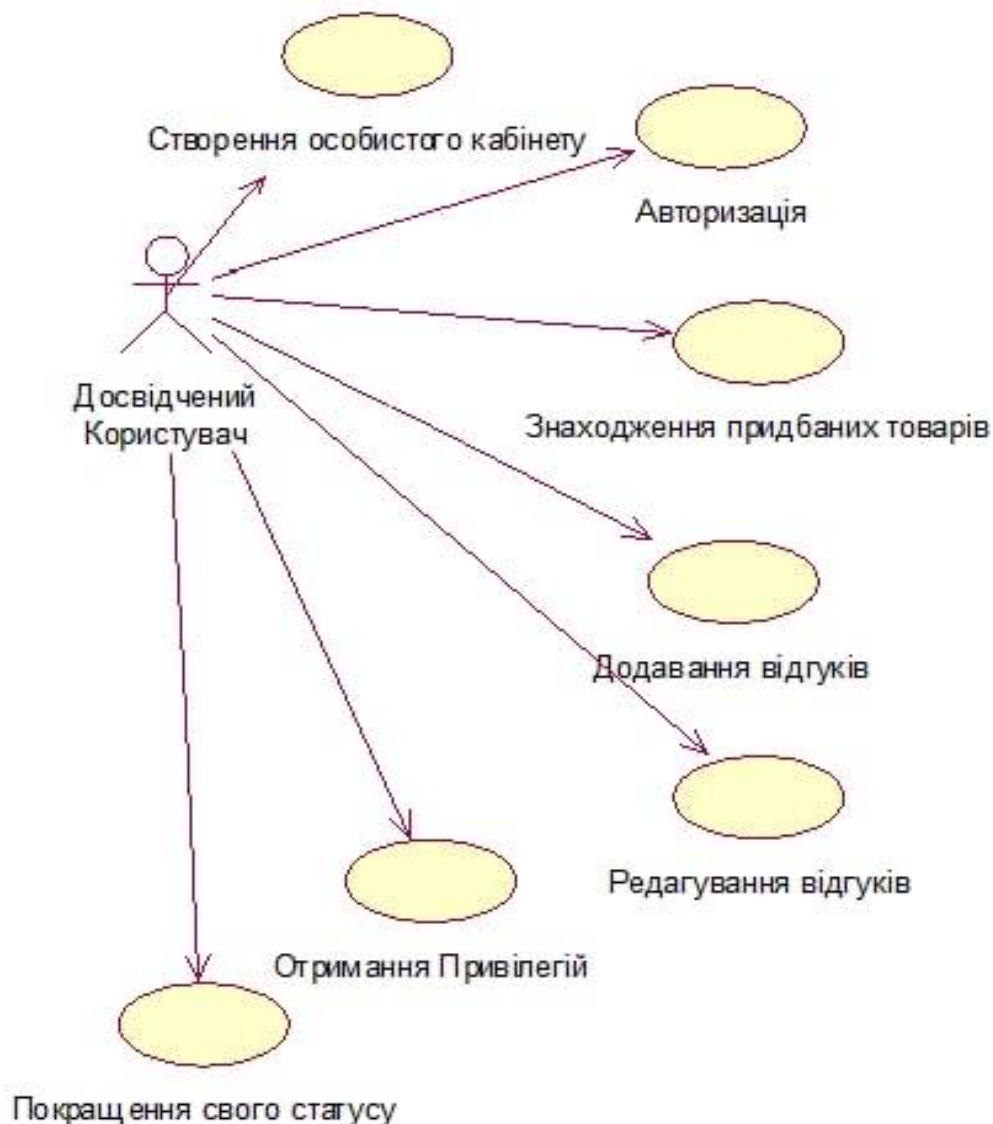 Створення особистого кабінету
Авторизація
Досвідчений
Користувач
Знаходження придбаних товарів
Додавання відгуків
Редагування відгуків
Отримання Привілегій
Покращення свого статусу